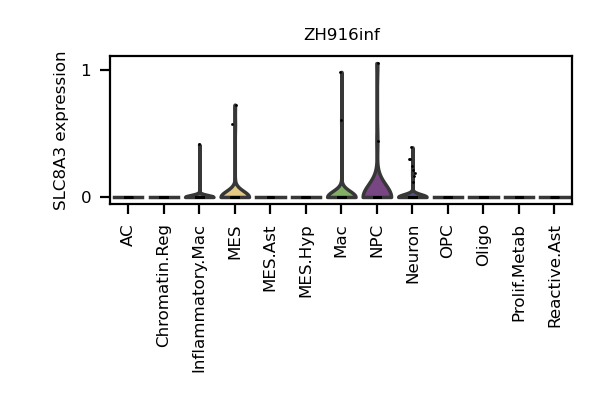 ZH916inf
SLC8A3 expression
1
0
AC
Chromatin.Reg
Inflammatory.Mac
MES
MES.Ast
MES.Hyp
Mac
NPC
Neuron
OPC
Oligo
Prolif.Metab
Reactive.Ast